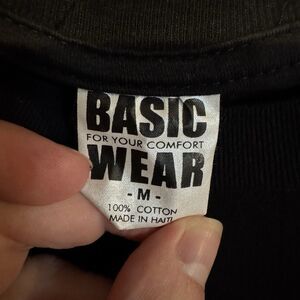 BASIC
FOR YOUR COMFORT
WEAR
- M -
100% COTTON
MADE IN HAITI